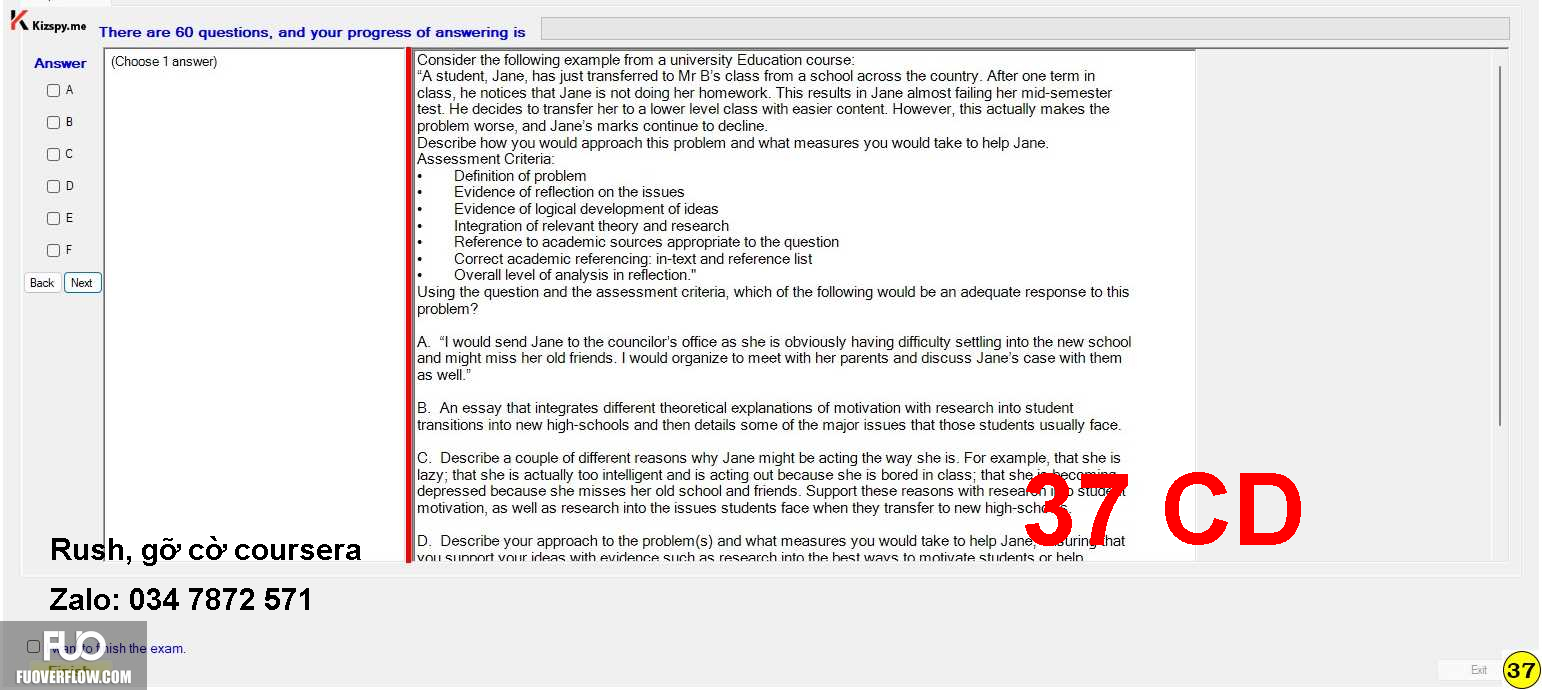 Kizspy.me
There are 60 questions, and your progress of answering is
Answer
A
B
C
D
E
F
Back Next
(Choose 1 answer)
Consider the following example from a university Education course:
“A student, Jane, has just transferred to Mr B’s class from a school across the country. After one term in
class, he notices that Jane is not doing her homework. This results in Jane almost failing her mid-semester
test. He decides to transfer her to a lower level class with easier content. However, this actually makes the
problem worse, and Jane’s marks continue to decline.
Describe how you would approach this problem and what measures you would take to help Jane.
Assessment Criteria:
• Definition of problem
• Evidence of reflection on the issues
• Evidence of logical development of ideas
• Integration of relevant theory and research
• Reference to academic sources appropriate to the question
• Correct academic referencing: in-text and reference list
• Overall level of analysis in reflection."
Using the question and the assessment criteria, which of the following would be an adequate response to this
problem?
A. “I would send Jane to the councilor’s office as she is obviously having difficulty settling into the new school
and might miss her old friends. I would organize to meet with her parents and discuss Jane’s case with them
as well.”
B. An essay that integrates different theoretical explanations of motivation with research into student
transitions into new high-schools and then details some of the major issues that those students usually face.
C. Describe a couple of different reasons why Jane might be acting the way she is. For example, that she is
lazy; that she is actually too intelligent and is acting out because she is bored in class; that she is becoming
depressed because she misses her old school and friends. Support these reasons with research into student
motivation, as well as research into the issues students face when they transfer to new high-schools.
D. Describe your approach to the problem(s) and what measures you would take to help Jane, ensuring that
you support your ideas with evidence such as research into the best ways to motivate students or help
37 CD
Rush, gỡ cờ coursera
Zalo: 034 7872 571
I want to finish the exam.
Finish
FUO
FUOVERFLOW.COM
Exit
37